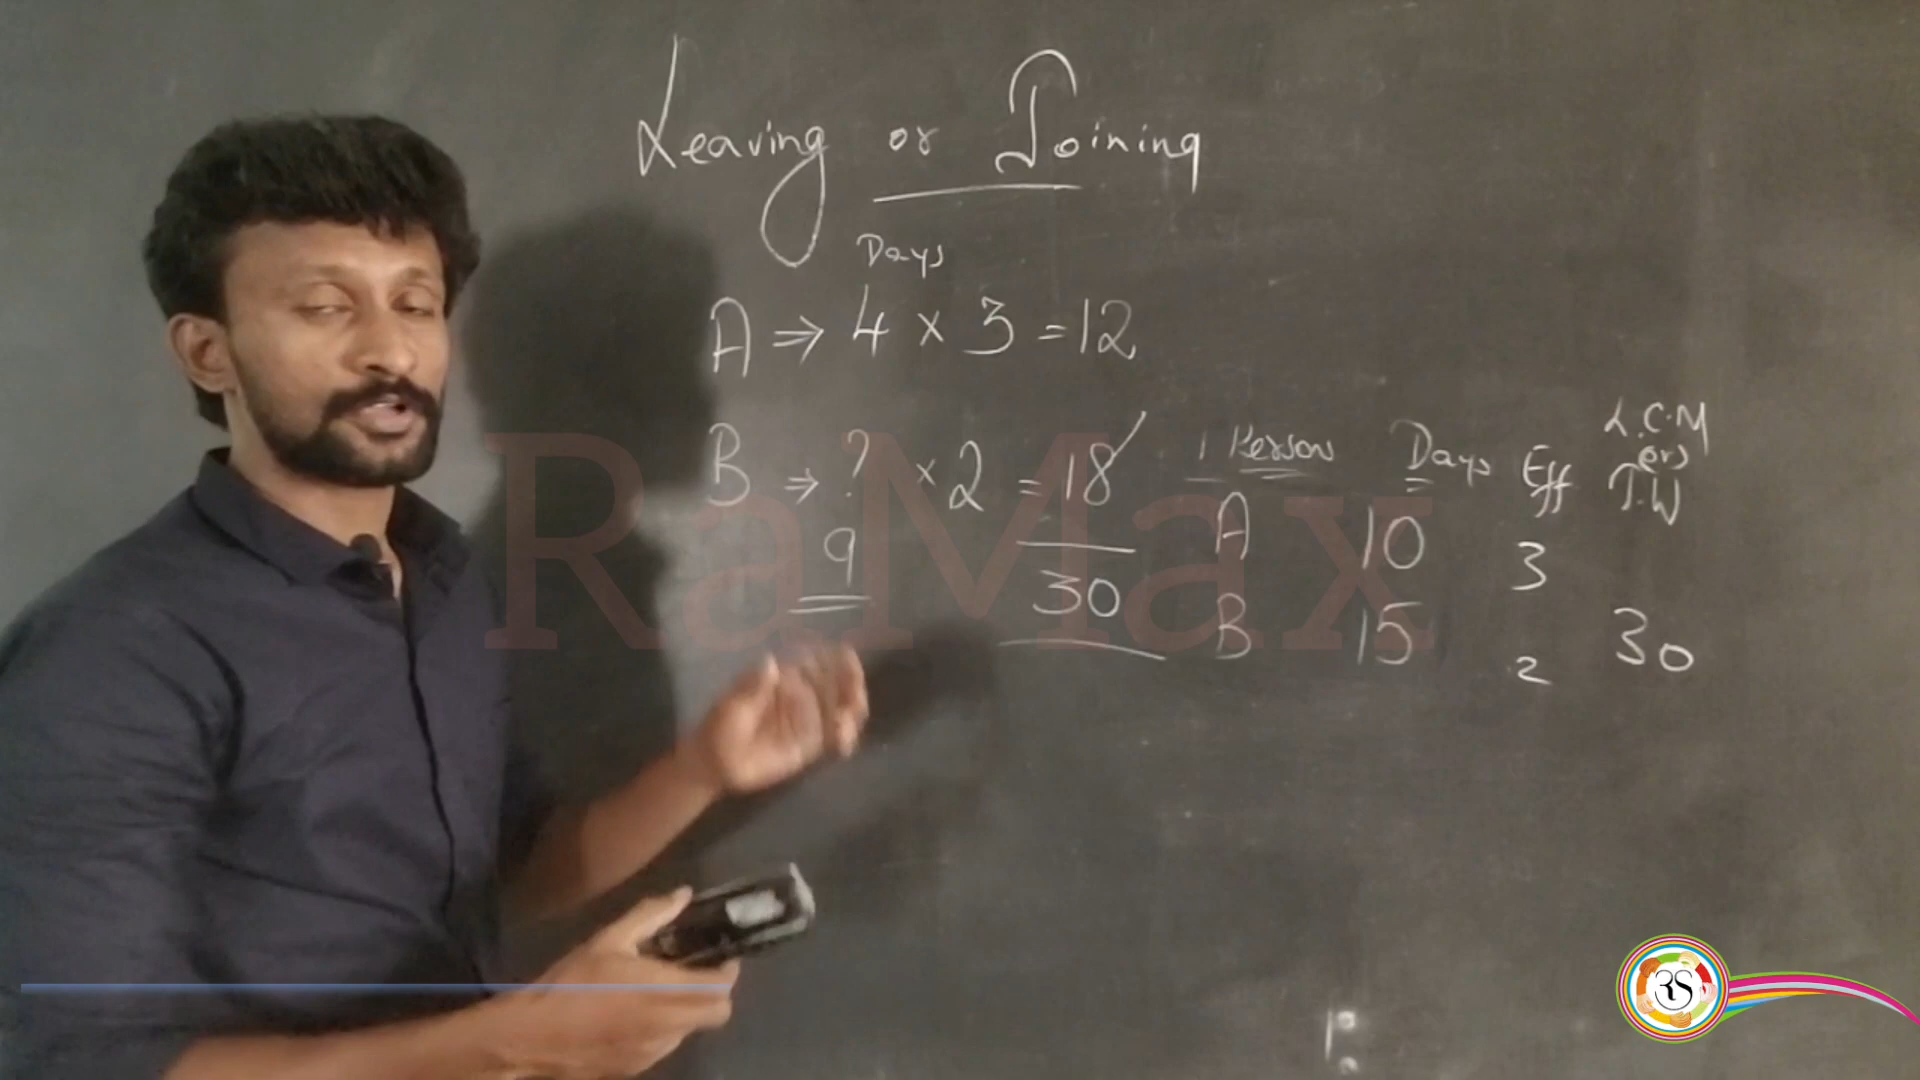 Leaving or Joining
Days
A ⇒ 4 × 3 = 12
B ⇒ ? × 2 = 18
9
30
1 Person Days Eff L.C.M
(or)
T.W
A 10 3
B 15 2 30
RaMax
RS